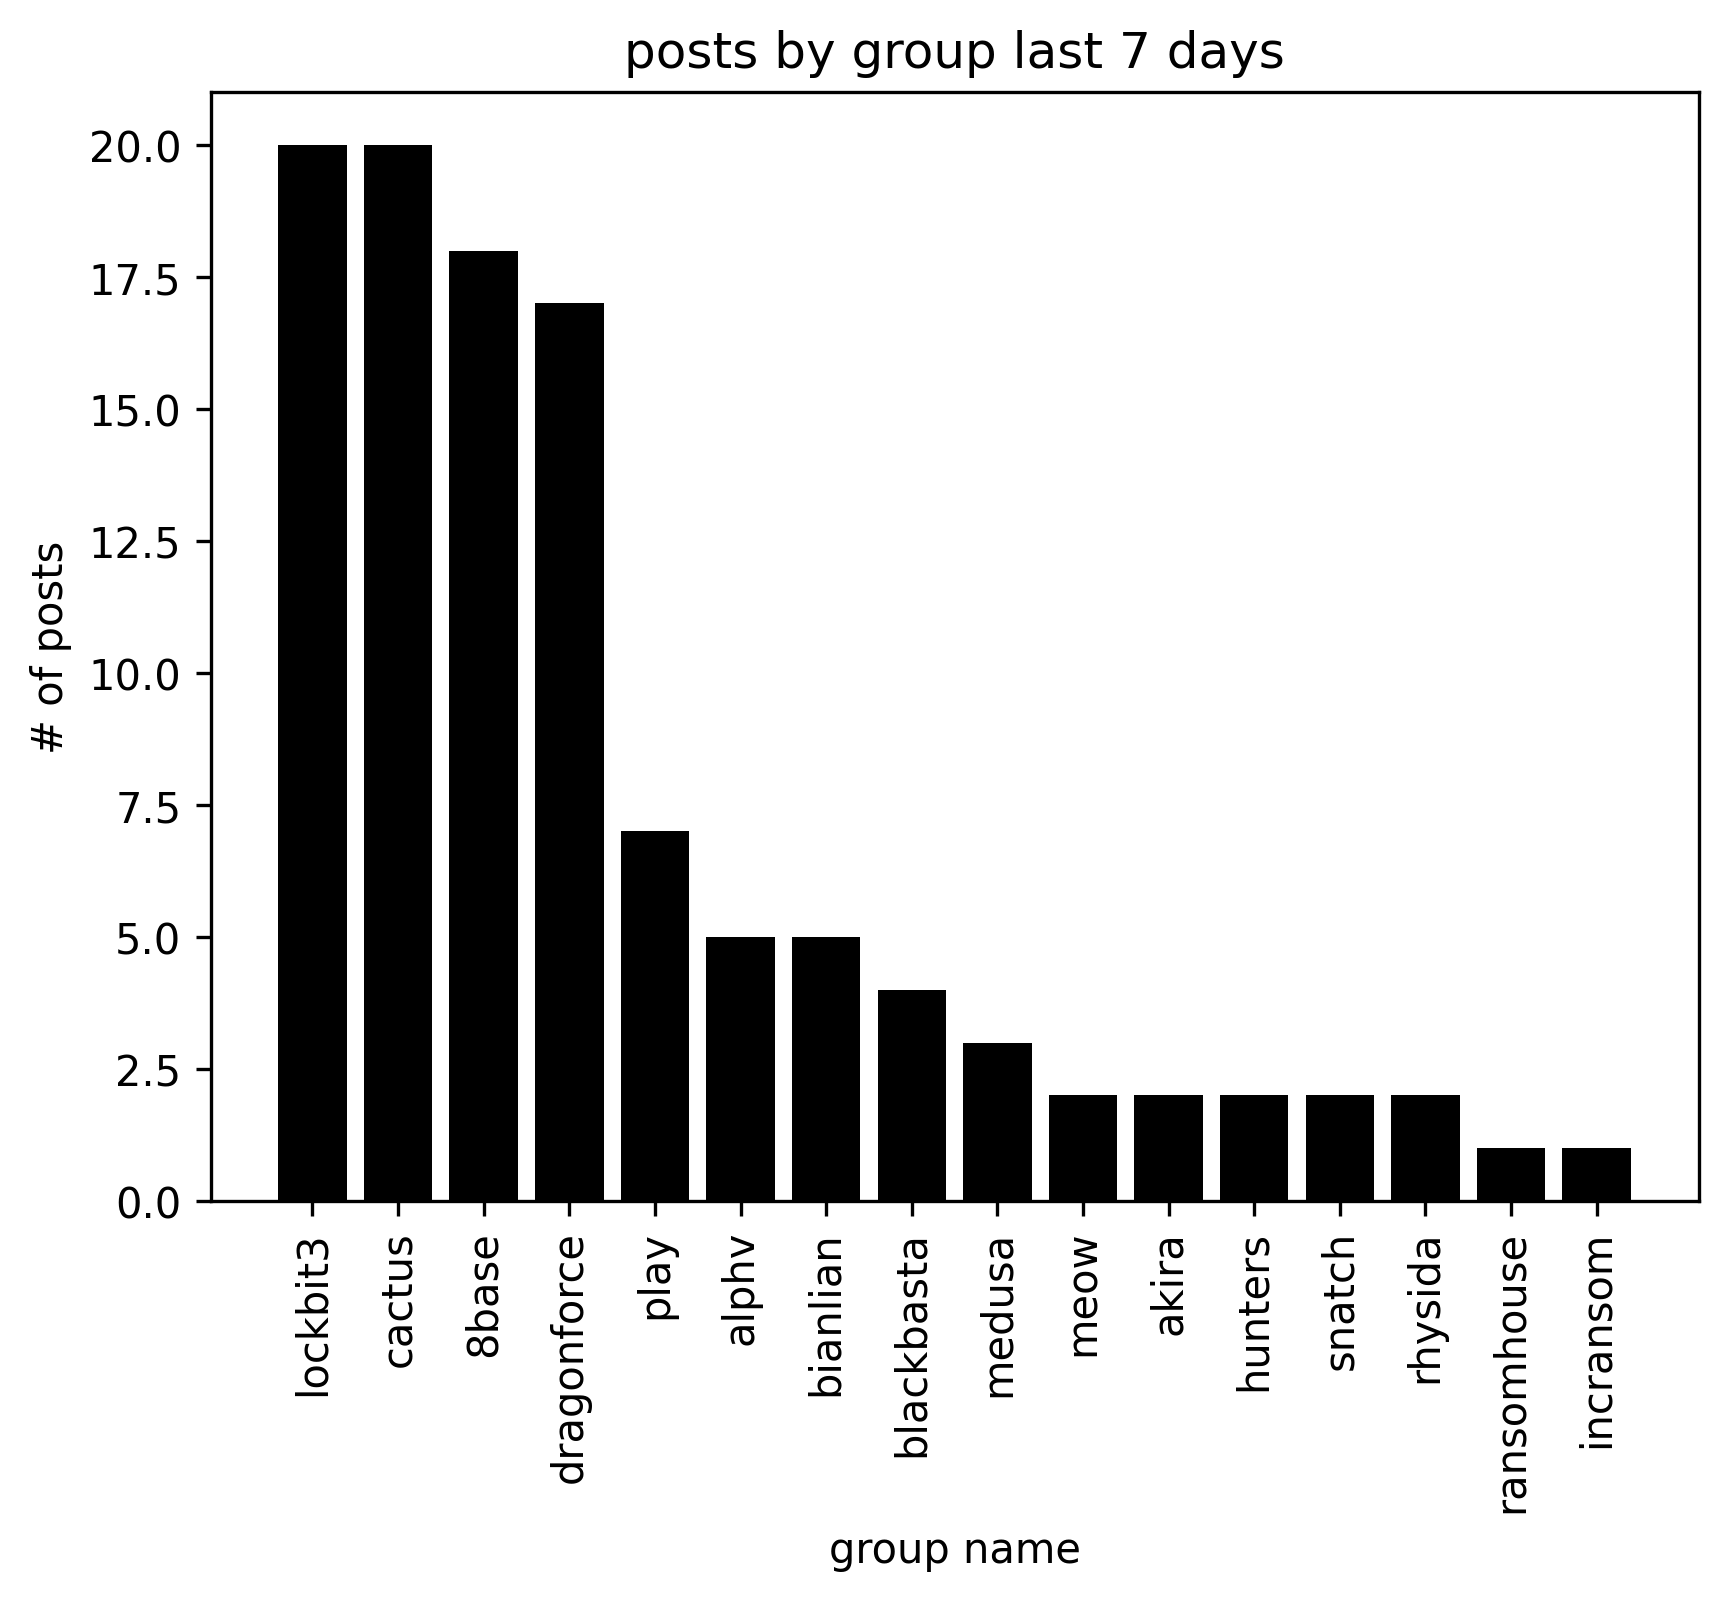 posts by group last 7 days
20.0
17.5
15.0
12.5
10.0
7.5
5.0
2.5
0.0
# of posts
lockbit3
cactus
8base
dragonforce
play
alphv
bianlian
blackbasta
medusa
meow
akira
hunters
snatch
rhysida
ransomhouse
incransom
group name